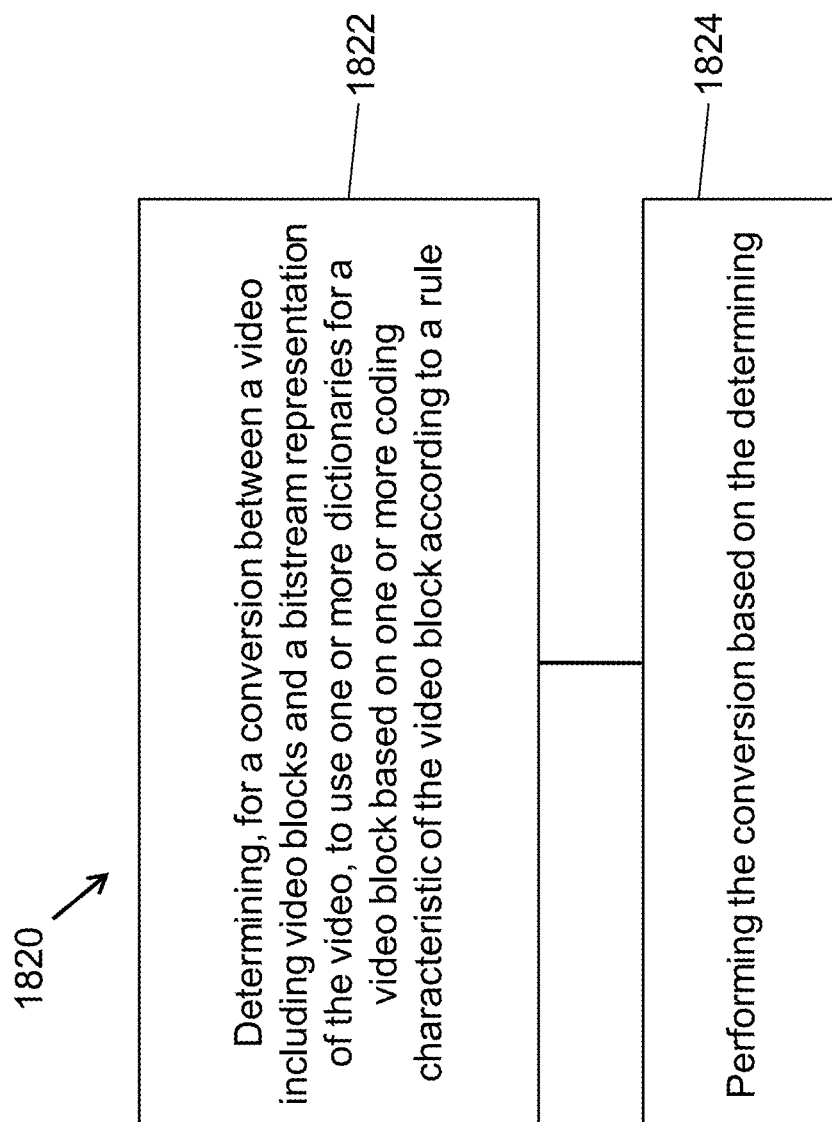 1820
Determining, for a conversion between a video
including video blocks and a bitstream representation
of the video, to use one or more dictionaries for a
video block based on one or more coding
characteristic of the video block according to a rule
1822
Performing the conversion based on the determining
1824